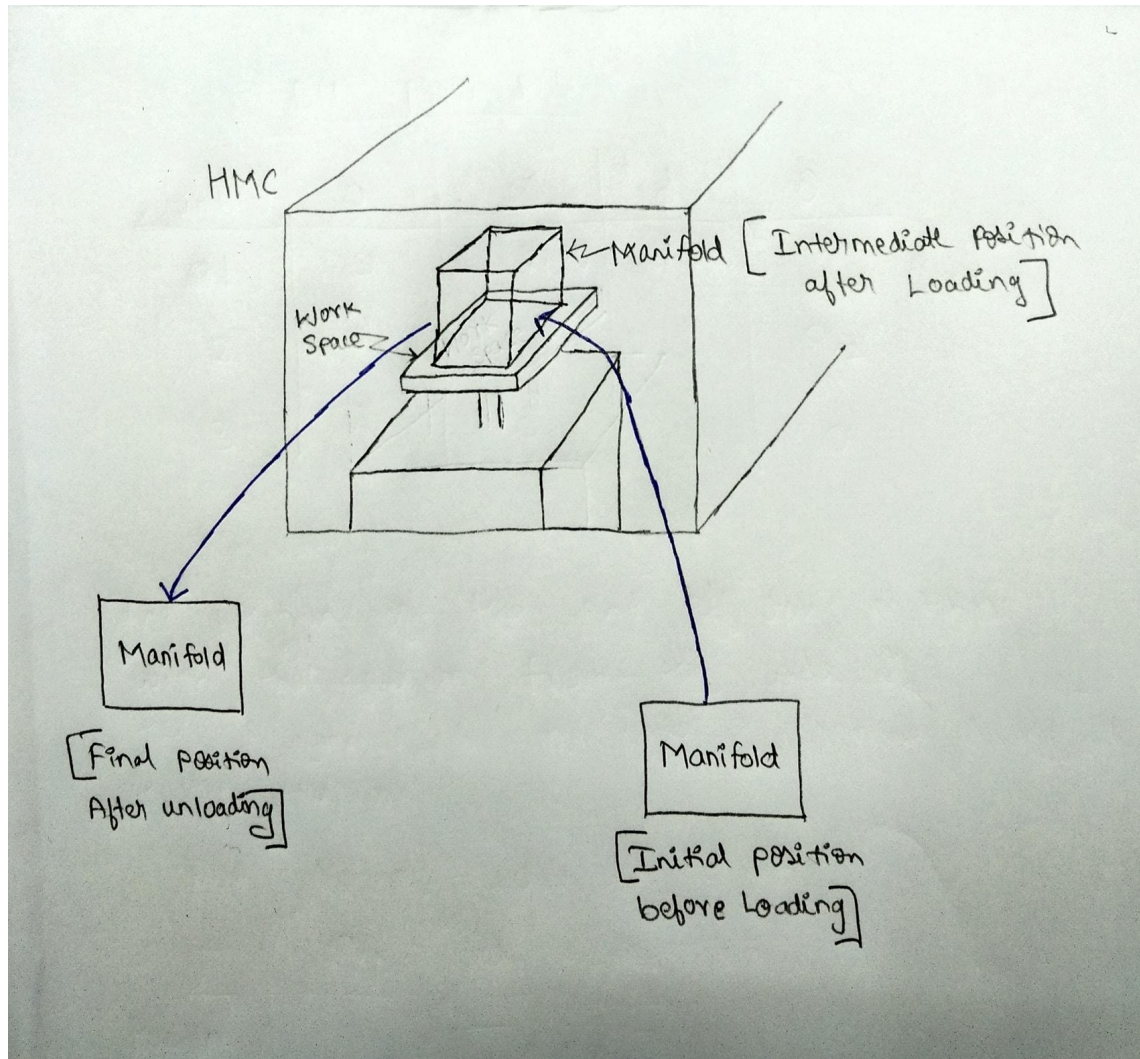 HMC
Manifold [Intermediate Position
after Loading]
Work
Space
Manifold
[Final position
After unloading]
Manifold
[Initial position
before Loading]